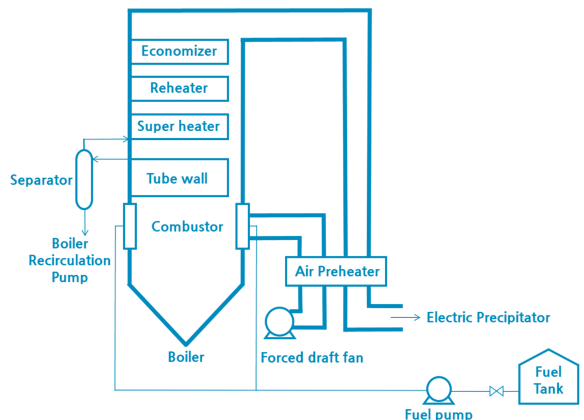 Economizer
Reheater
Super heater
Tube wall
Separator
Combustor
Boiler
Recirculation
Pump
Air Preheater
Electric Precipitator
Boiler
Forced draft fan
Fuel
Tank
Fuel pump